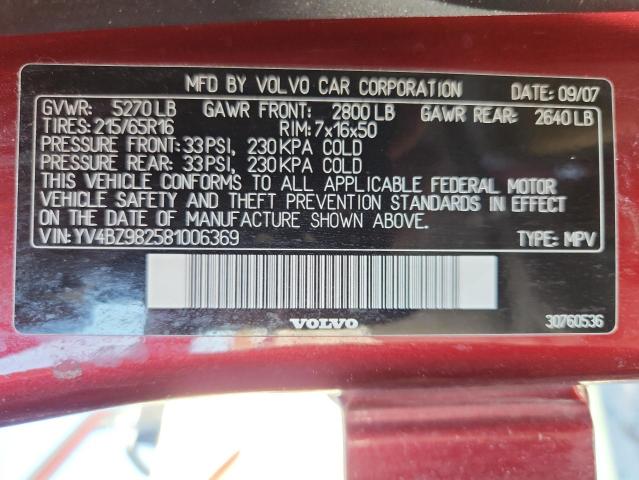 MFD BY VOLVO CAR CORPORATION DATE: 09/07
GVWR: 5270 LB GAWR FRONT: 2800 LB GAWR REAR: 2640 LB
TIRES: 215/65R16 RIM: 7x16x50
PRESSURE FRONT: 33 PSI, 230 KPA COLD
PRESSURE REAR: 33 PSI, 230 KPA COLD
THIS VEHICLE CONFORMS TO ALL APPLICABLE FEDERAL MOTOR
VEHICLE SAFETY AND THEFT PREVENTION STANDARDS IN EFFECT
ON DATE OF MANUFACTURE SHOWN ABOVE.
VIN: YV4BZ982581006369 TYPE: MPV
VOLVO 30760536